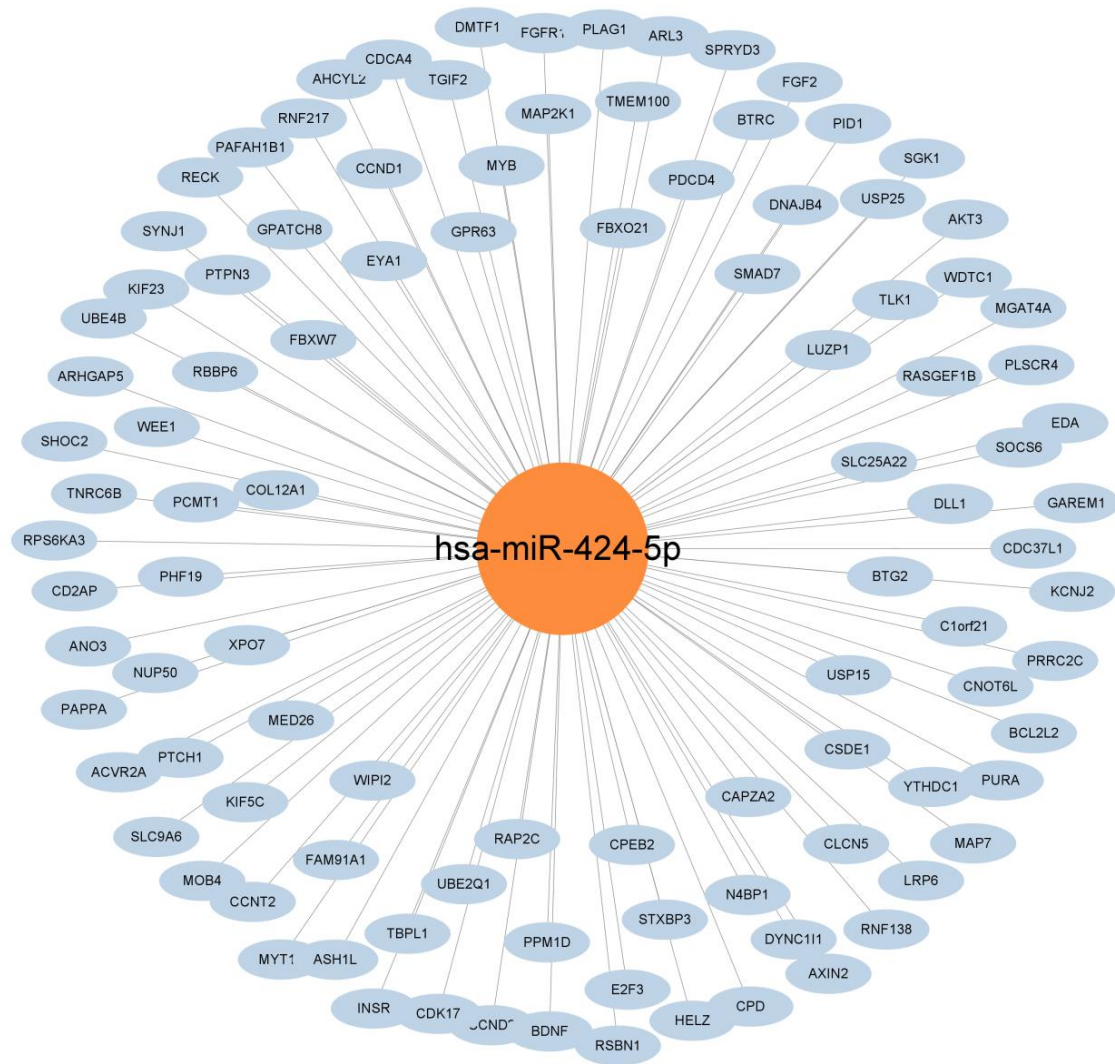 DMTF1
FGFR1
PLAG1
ARL3
SPRYD3
CDCA4
AHCYL2
TGIF2
FGF2
TMEM100
MAP2K1
RNF217
BTRC
PID1
PAFAH1B1
SGK1
RECK
CCND1
MYB
PDCD4
DNAJB4
USP25
AKT3
SYNJ1
GPATCH8
GPR63
FBXO21
EYA1
PTPN3
SMAD7
WDTC1
KIF23
TLK1
MGAT4A
UBE4B
FBXW7
LUZP1
PLSCR4
ARHGAP5
RBBP6
RASGEF1B
WEE1
EDA
SHOC2
SOCS6
SLC25A22
TNRC6B
PCMT1
COL12A1
DLL1
GAREM1
RPS6KA3
hsa-miR-424-5p
CDC37L1
CD2AP
PHF19
BTG2
KCNJ2
C1orf21
ANO3
XPO7
PRRC2C
NUP50
USP15
CNOT6L
PAPPA
MED26
BCL2L2
PTCH1
CSDE1
ACVR2A
WIPI2
YTHDC1
PURA
KIF5C
CAPZA2
SLC9A6
RAP2C
CPEB2
CLCN5
MAP7
FAM91A1
MOB4
UBE2Q1
LRP6
CCNT2
N4BP1
STXBP3
RNF138
TBPL1
PPM1D
DYNC1I1
MYT1
ASH1L
AXIN2
E2F3
INSR
CDK17
BDNF
HELZ
CPD
RSBN1